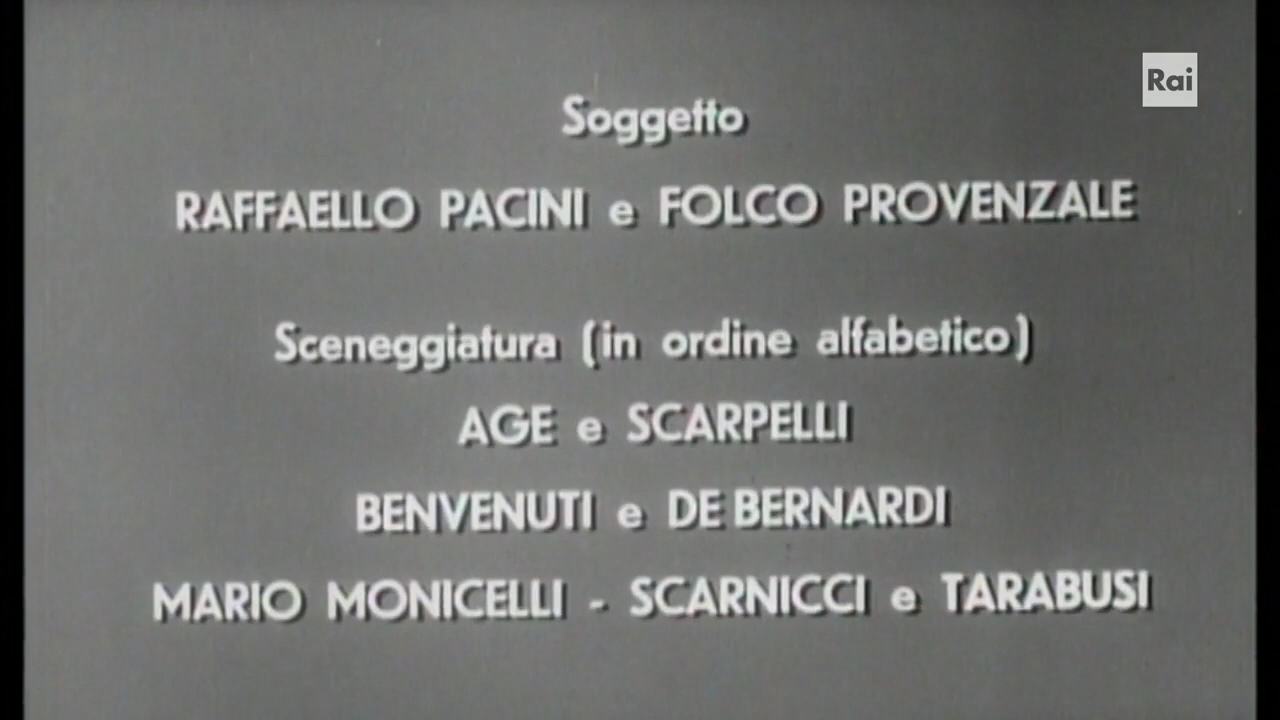 Rai
Soggetto
RAFFAELLO PACINI e FOLCO PROVENZALE
Sceneggiatura (in ordine alfabetico)
AGE e SCARPELLI
BENVENUTI e DE BERNARDI
MARIO MONICELLI - SCARNICCI e TARABUSI